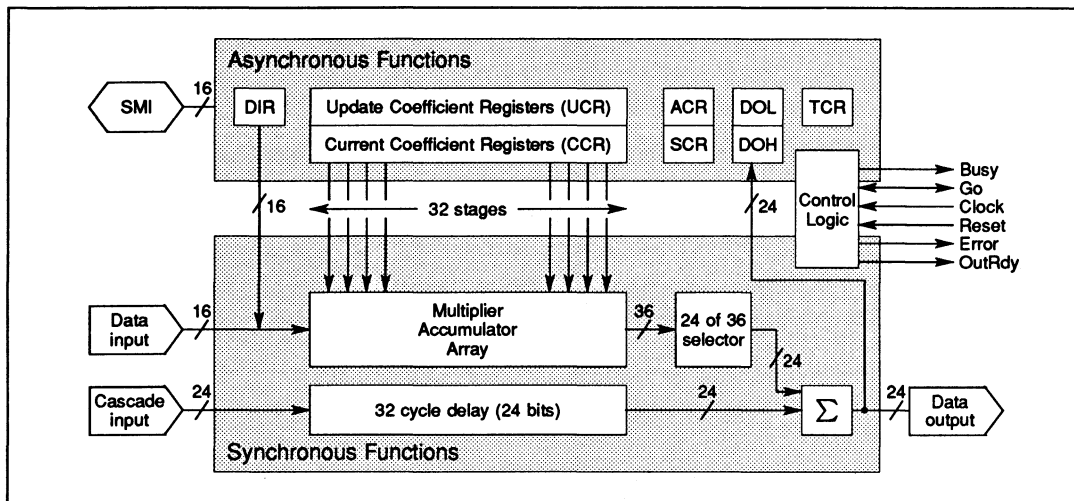 Asynchronous Functions
SMI
16
DIR
Update Coefficient Registers (UCR)
Current Coefficient Registers (CCR)
ACR
SCR
DOL
DOH
TCR
Control
Logic
Busy
Go
Clock
Reset
Error
OutRdy
16
32 stages
24
Data
input
16
Multiplier
Accumulator
Array
36
24 of 36
selector
24
Cascade
input
24
32 cycle delay (24 bits)
24
Σ
24
Data
output
Synchronous Functions